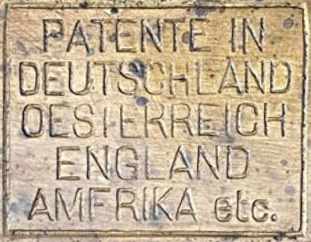 PATENTE IN
DEUTSCHLAND
OESTERREICH
ENGLAND
AMERIKA etc.